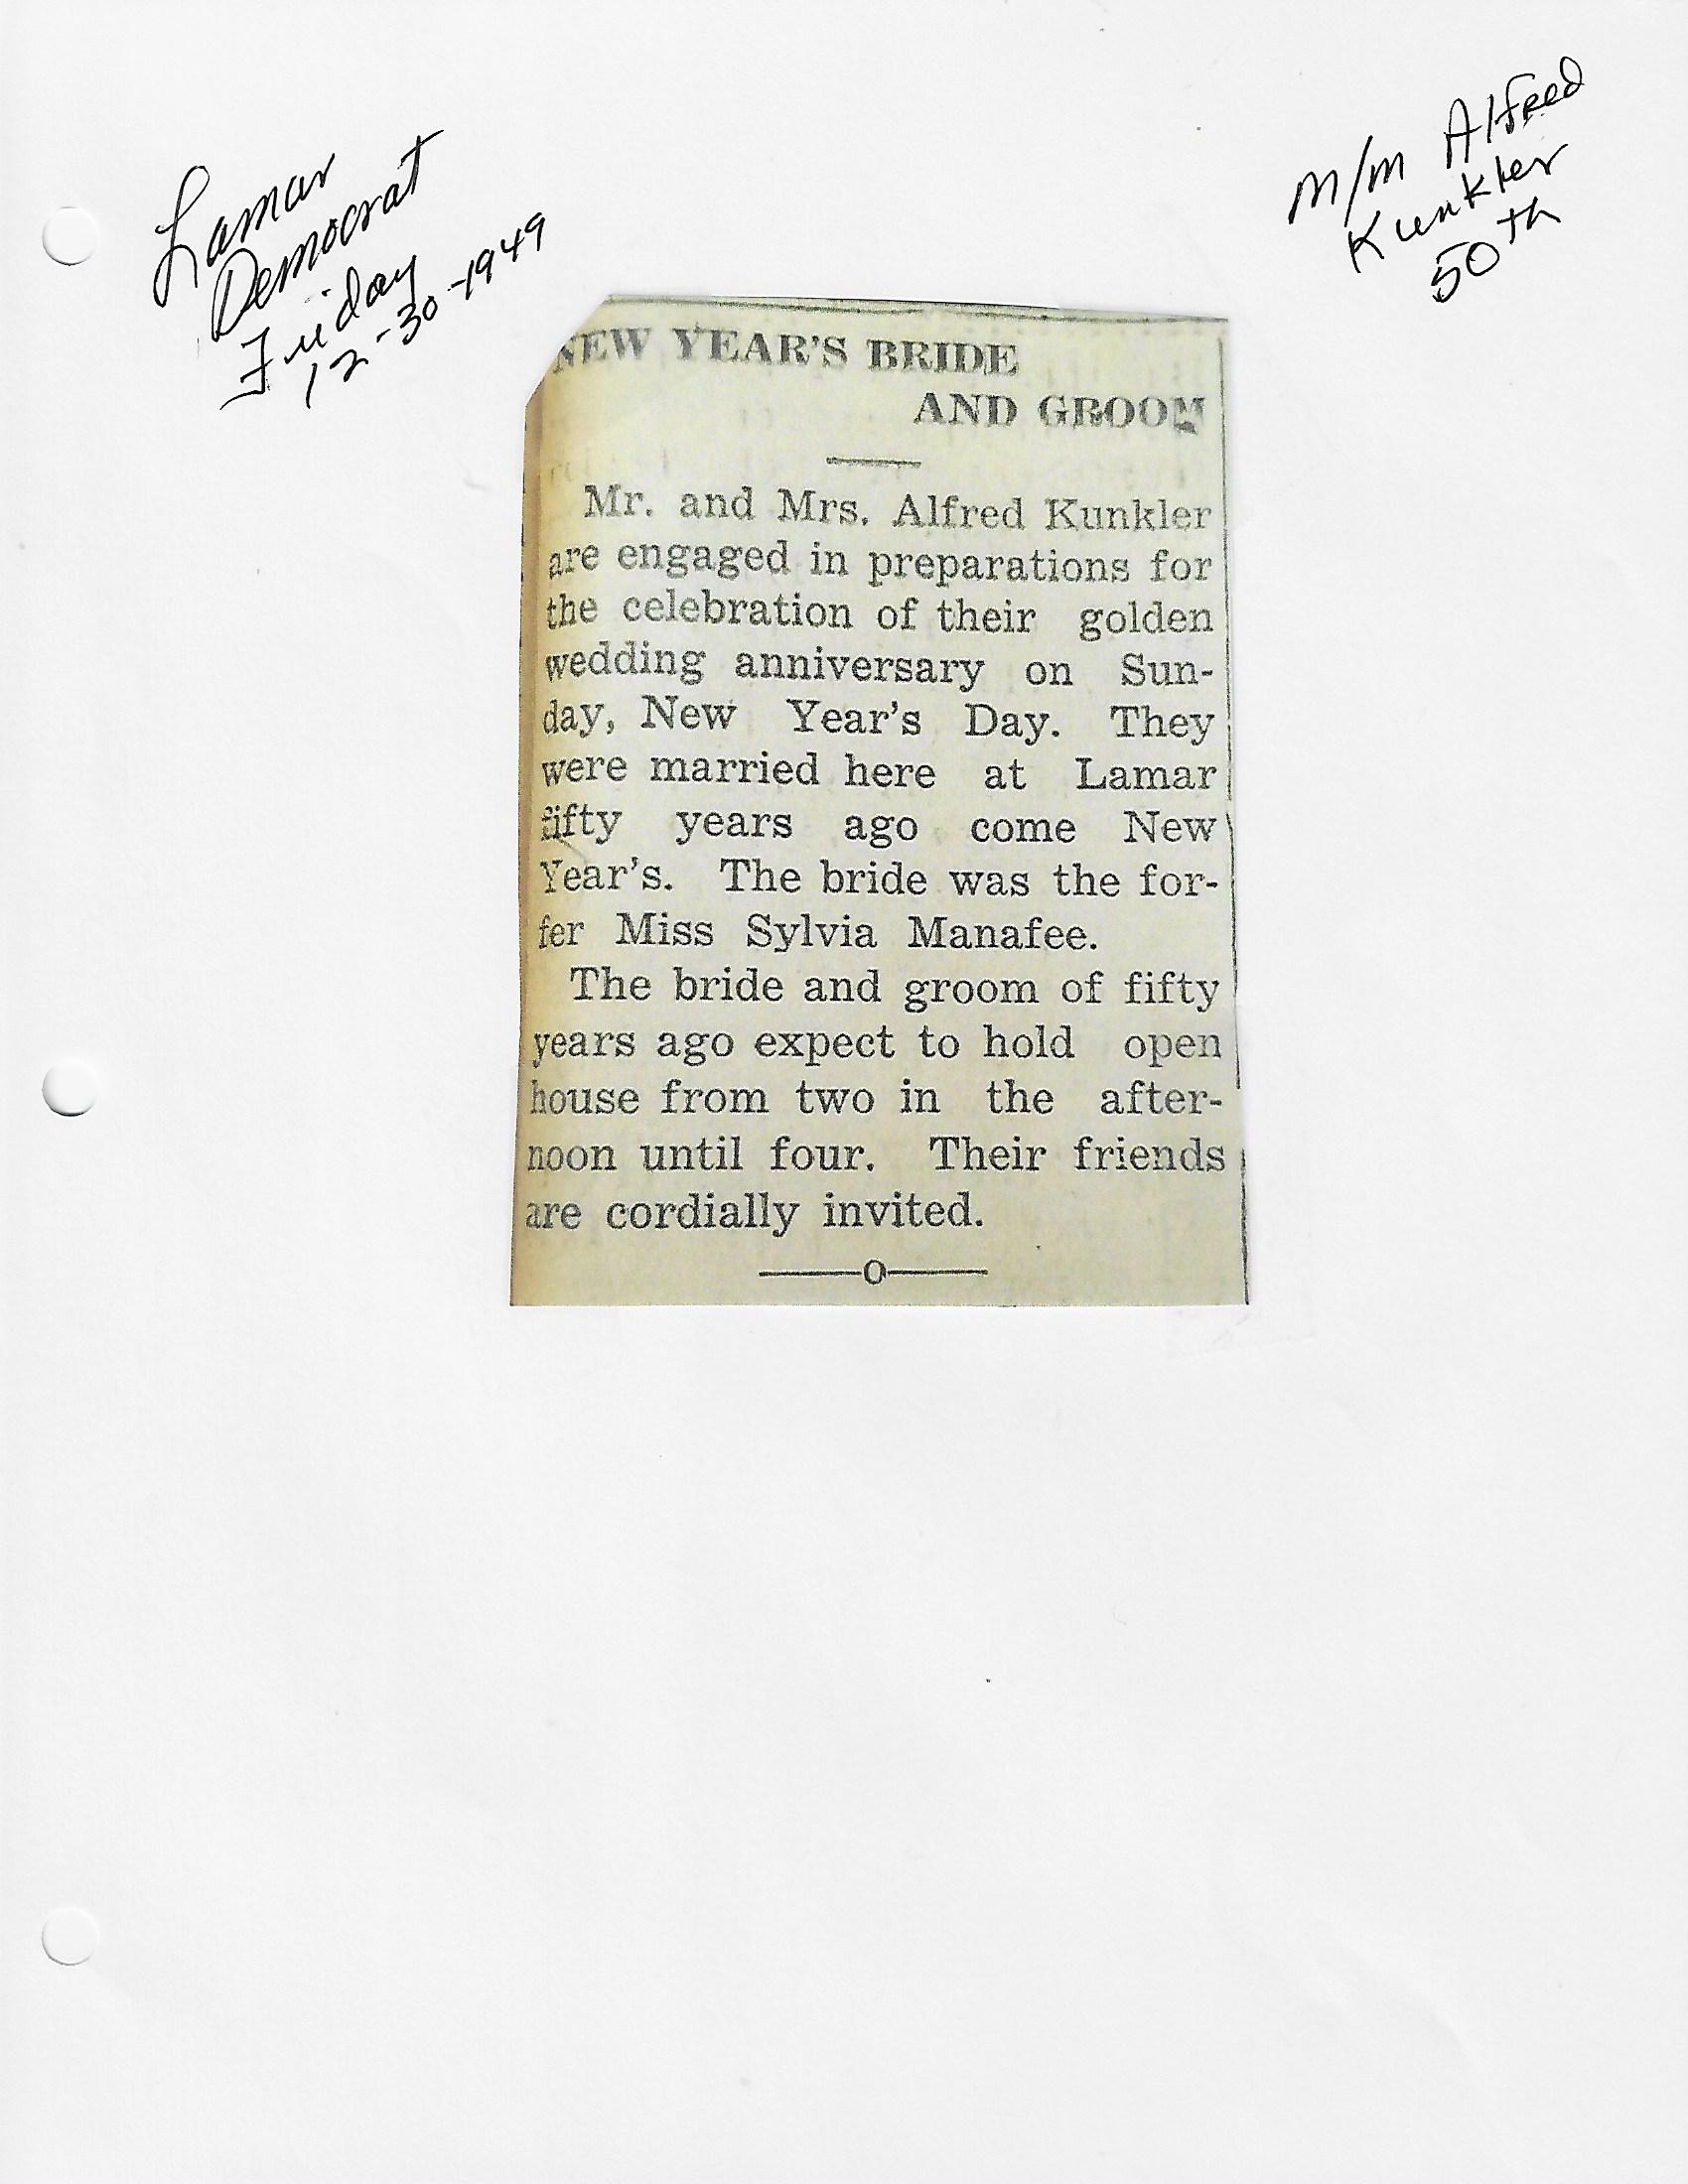 Lamar
Democrat
Friday
12-30-1949
m/m Alfred
Kunkler
50th
NEW YEAR'S BRIDE
AND GROOM
Mr. and Mrs. Alfred Kunkler
are engaged in preparations for
the celebration of their golden
wedding anniversary on Sun-
day, New Year's Day. They
were married here at Lamar
fifty years ago come New
Year's. The bride was the for-
fer Miss Sylvia Manafee.
The bride and groom of fifty
years ago expect to hold open
house from two in the after-
noon until four. Their friends
are cordially invited.
o